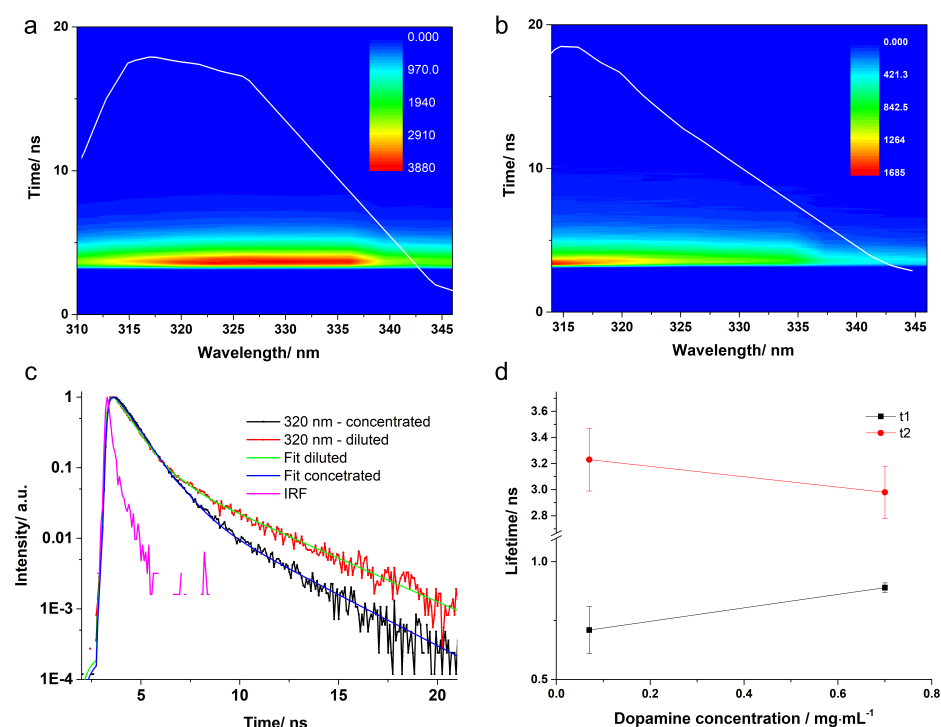 a
Time/ ns
20
10
0
0.000
970.0
1940
2910
3880
310
315
320
325
330
335
340
345
Wavelength/ nm
b
Time/ ns
20
10
0
0.000
421.3
842.5
1264
1685
315
320
325
330
335
340
345
Wavelength/ nm
c
Intensity/ a.u.
1
0.1
0.01
1E-3
1E-4
320 nm - concentrated
320 nm - diluted
Fit diluted
Fit concetrated
IRF
5
10
15
20
Time/ ns
d
Lifetime/ ns
3.6
3.4
3.2
3.0
2.8
1.0
0.5
t1
t2
0.0
0.2
0.4
0.6
0.8
Dopamine concentration / mg·mL⁻¹